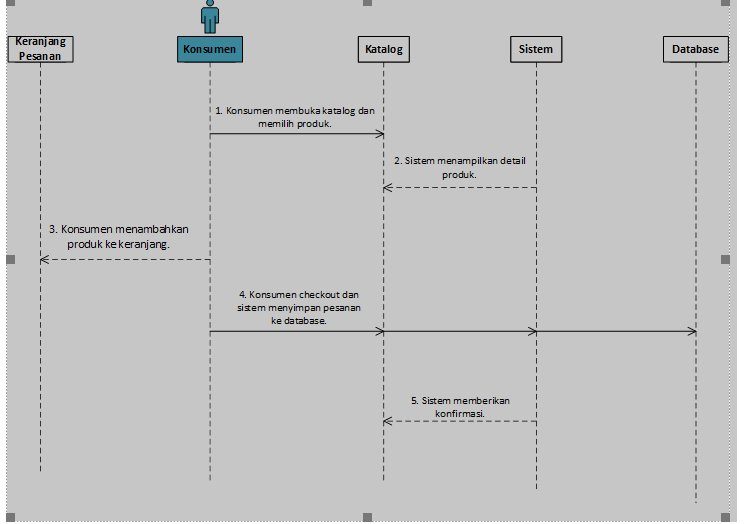 Keranjang
Pesanan
Konsumen
Katalog
Sistem
Database
1. Konsumen membuka katalog dan
memilih produk.
2. Sistem menampilkan detail
produk.
3. Konsumen menambahkan
produk ke keranjang.
4. Konsumen checkout dan
sistem menyimpan pesanan
ke database.
5. Sistem memberikan
konfirmasi.